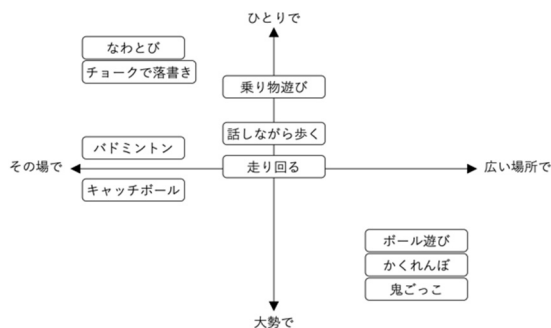 ひとりで
なわとび
チョークで落書き
乗り物遊び
話しながら歩く
バドミントン
その場で
走り回る
広い場所で
キャッチボール
ボール遊び
かくれんぼ
鬼ごっこ
大勢で